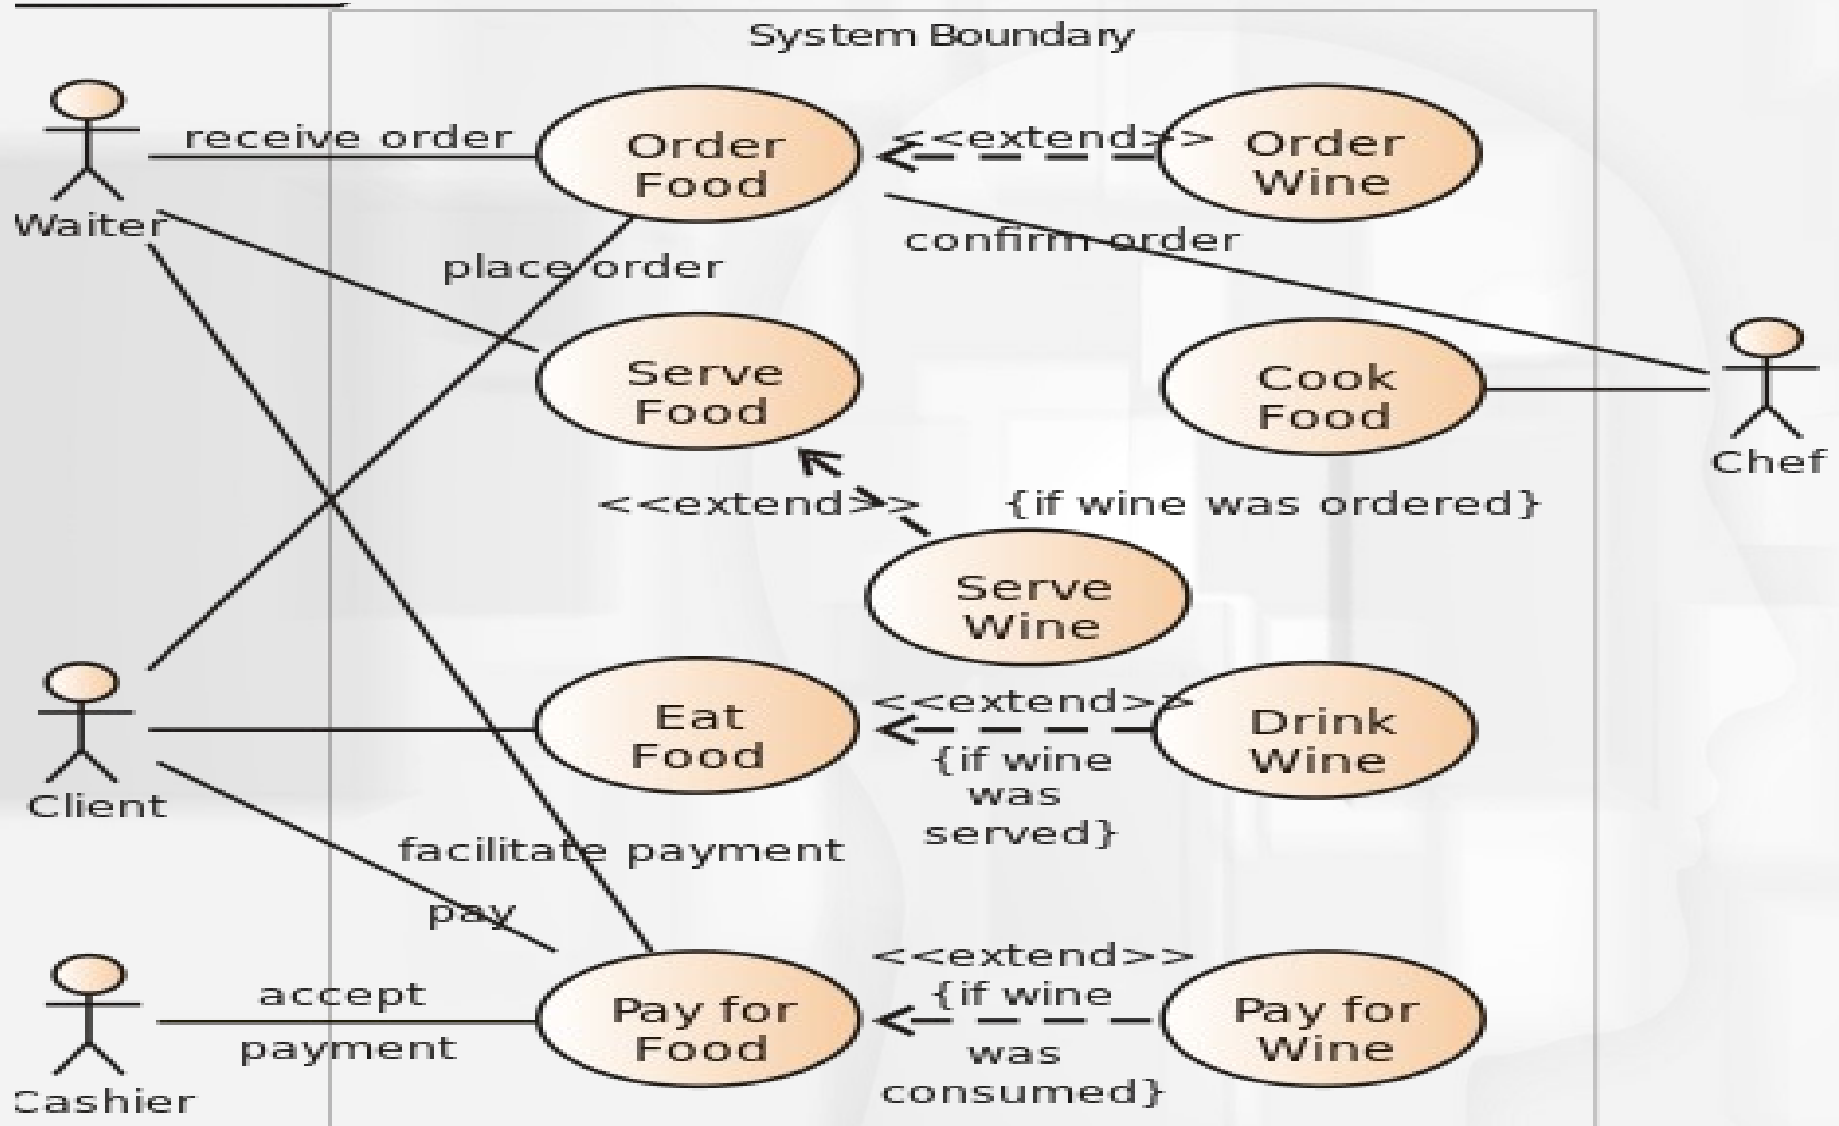 System Boundary
receive order
Order
Food
<<extend>>
Order
Wine
Waiter
place order
confirm order
Serve
Food
Cook
Food
Chef
<<extend>>
{if wine was ordered}
Serve
Wine
Client
Eat
Food
<<extend>>
{if wine
was
served}
Drink
Wine
facilitate payment
pay
Cashier
accept
payment
Pay for
Food
<<extend>>
{if wine
was
consumed}
Pay for
Wine